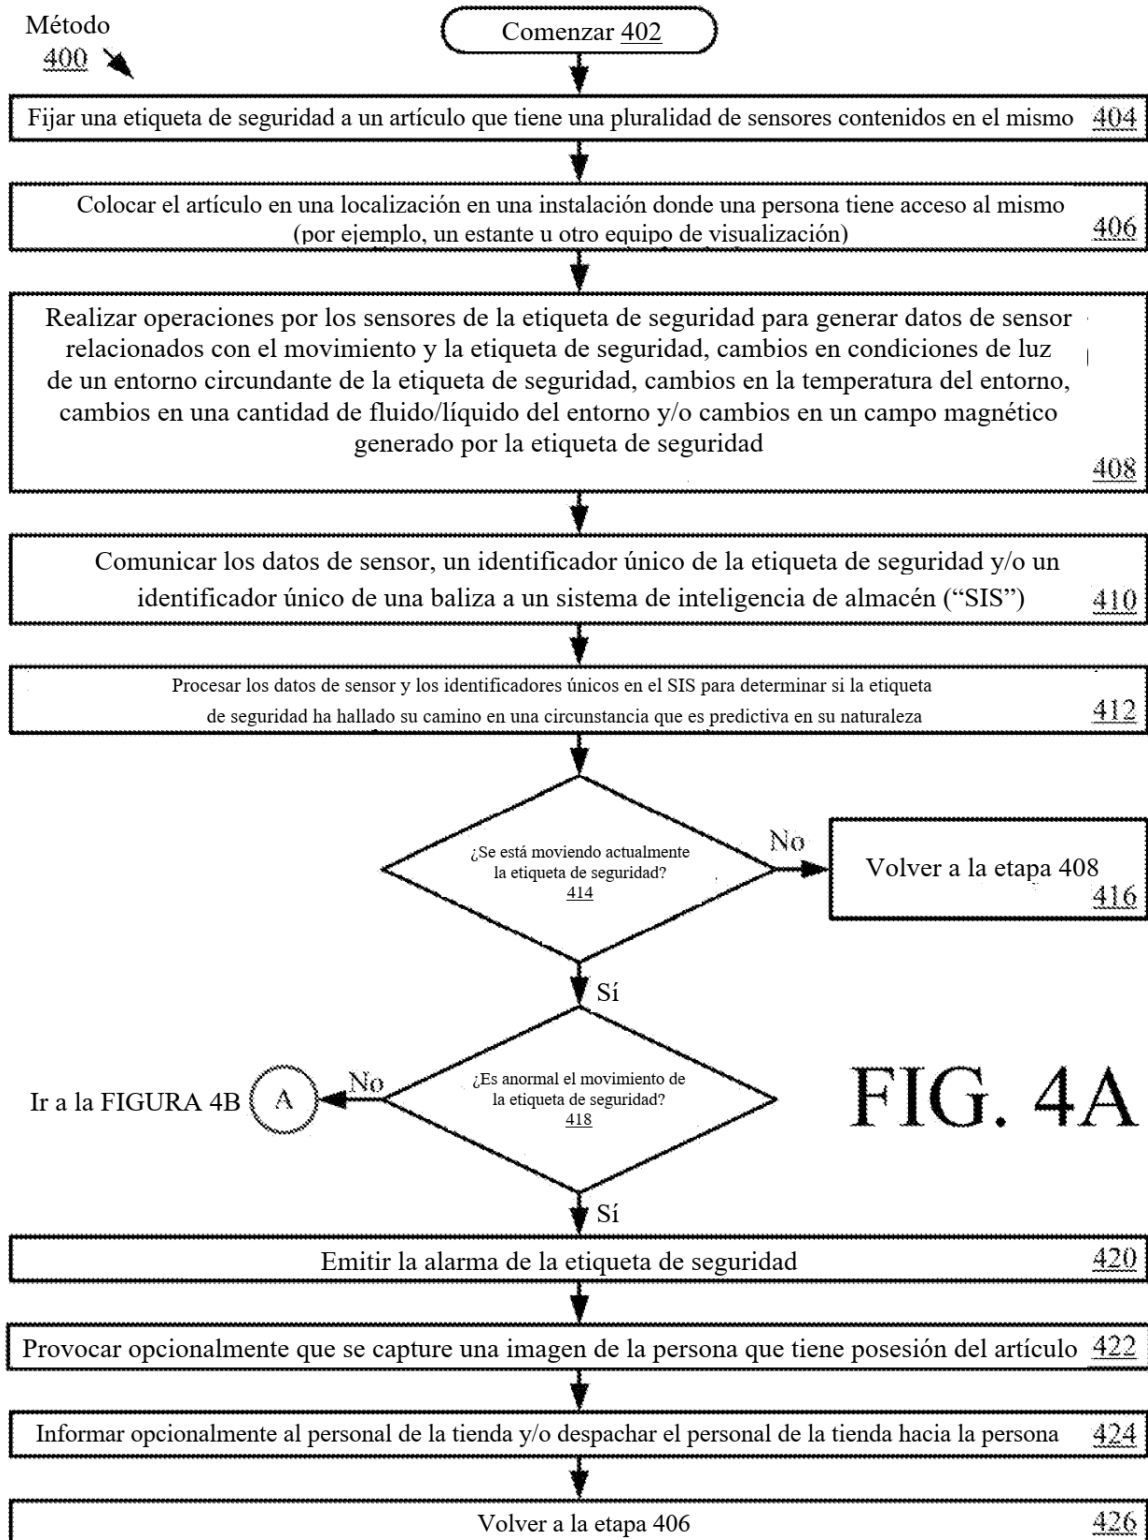 Método
400
Comenzar 402
Fijar una etiqueta de seguridad a un artículo que tiene una pluralidad de sensores contenidos en el mismo 404
Colocar el artículo en una localización en una instalación donde una persona tiene acceso al mismo
(por ejemplo, un estante u otro equipo de visualización)
406
Realizar operaciones por los sensores de la etiqueta de seguridad para generar datos de sensor
relacionados con el movimiento y la etiqueta de seguridad, cambios en condiciones de luz
de un entorno circundante de la etiqueta de seguridad, cambios en la temperatura del entorno,
cambios en una cantidad de fluido/líquido del entorno y/o cambios en un campo magnético
generado por la etiqueta de seguridad
408
Comunicar los datos de sensor, un identificador único de la etiqueta de seguridad y/o un
identificador único de una baliza a un sistema de inteligencia de almacén (“SIS”)
410
Procesar los datos de sensor y los identificadores únicos en el SIS para determinar si la etiqueta
de seguridad ha hallado su camino en una circunstancia que es predictiva en su naturaleza
412
¿Se está moviendo actualmente
la etiqueta de seguridad?
414
No
Volver a la etapa 408
416
Sí
¿Es anormal el movimiento de
la etiqueta de seguridad?
418
No
A
Ir a la FIGURA 4B
FIG. 4A
Sí
Emitir la alarma de la etiqueta de seguridad 420
Provocar opcionalmente que se capture una imagen de la persona que tiene posesión del artículo 422
Informar opcionalmente al personal de la tienda y/o despachar el personal de la tienda hacia la persona 424
Volver a la etapa 406 426